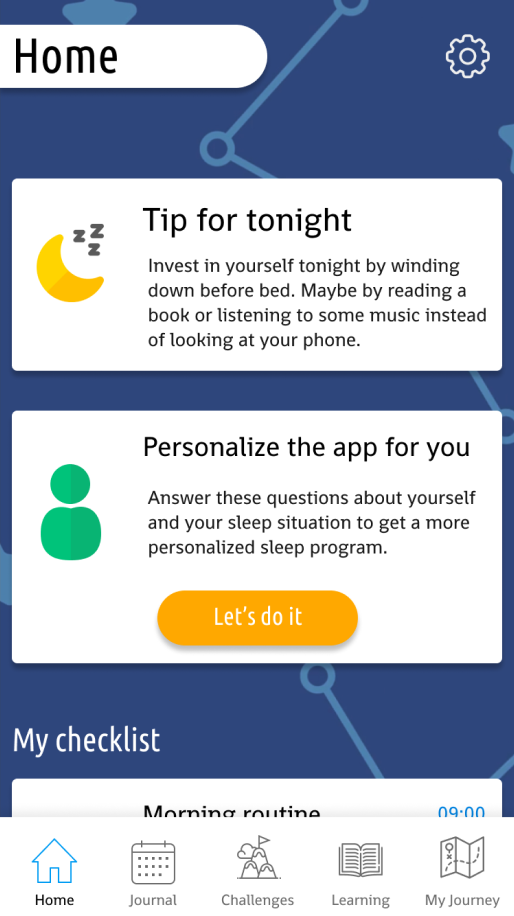 Home
z z
z
Tip for tonight
Invest in yourself tonight by winding
down before bed. Maybe by reading a
book or listening to some music instead
of looking at your phone.
Personalize the app for you
Answer these questions about yourself
and your sleep situation to get a more
personalized sleep program.
Let's do it
My checklist
Morning routine 09:00
Home Journal Challenges Learning My Journey